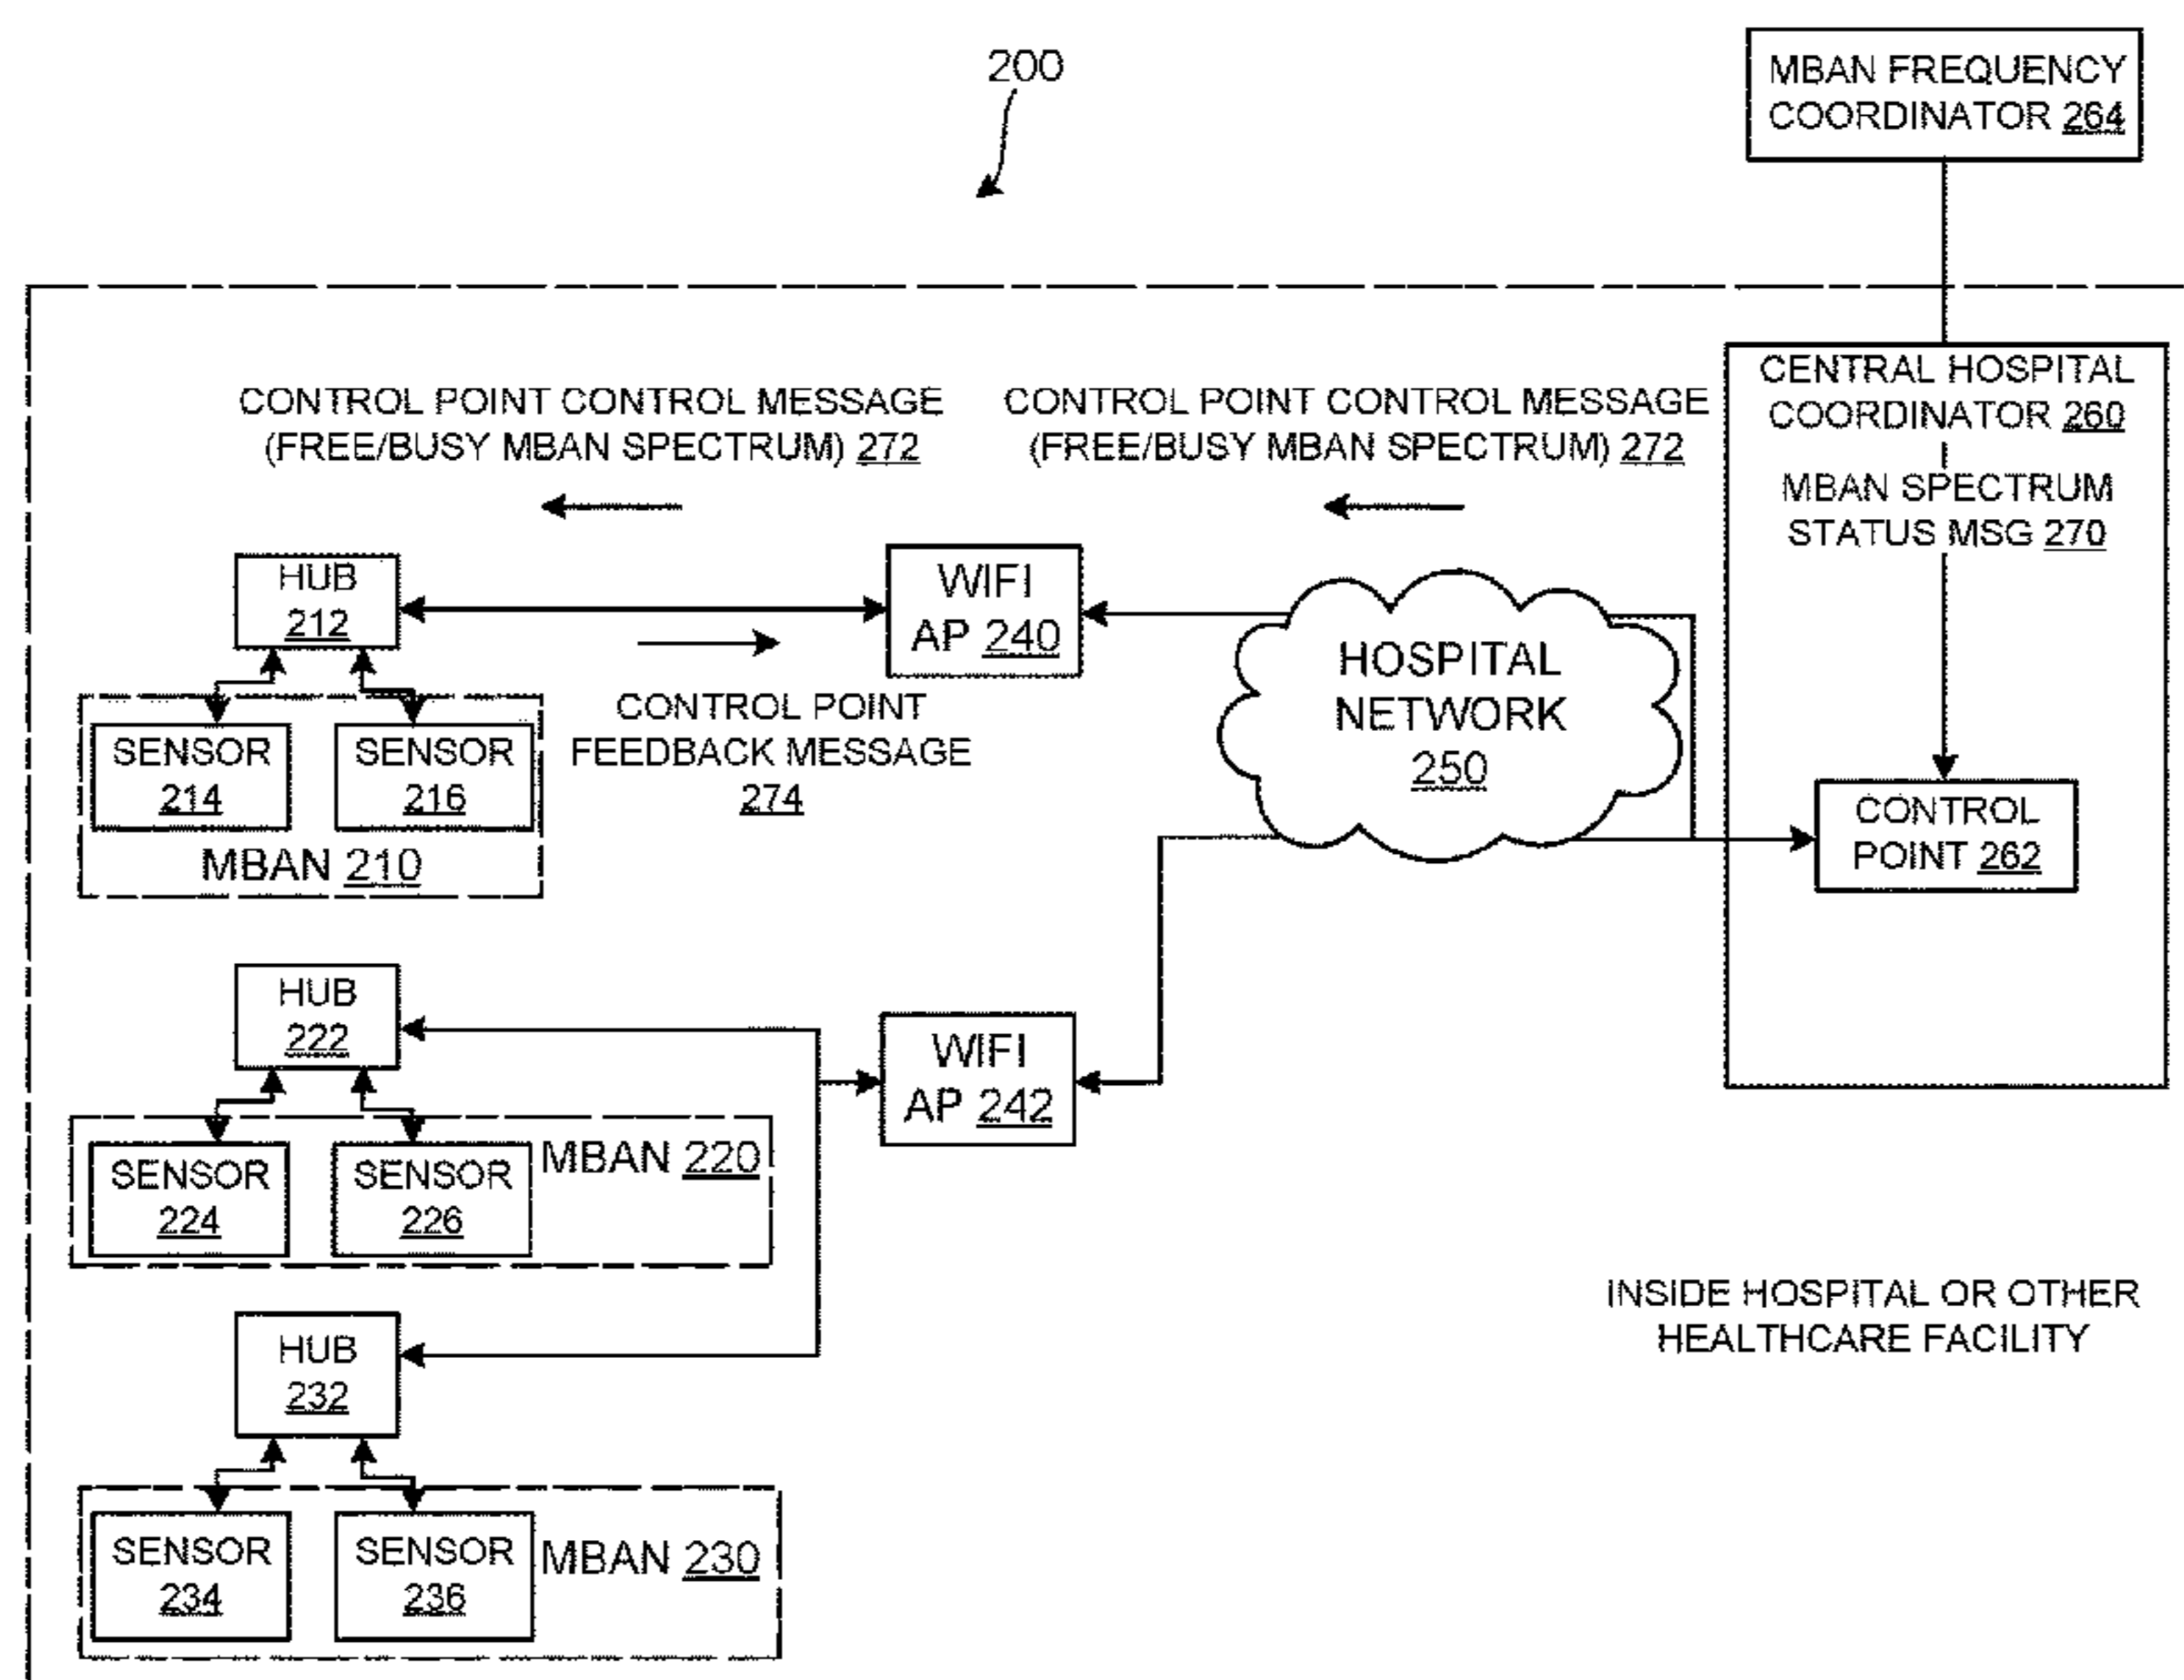 200
MBAN FREQUENCY
COORDINATOR 264
CENTRAL HOSPITAL
COORDINATOR 260
MBAN SPECTRUM
STATUS MSG 270
CONTROL POINT CONTROL MESSAGE
(FREE/BUSY MBAN SPECTRUM) 272
CONTROL POINT CONTROL MESSAGE
(FREE/BUSY MBAN SPECTRUM) 272
HUB
212
WIFI
AP 240
HOSPITAL
NETWORK
250
CONTROL POINT
FEEDBACK MESSAGE
274
SENSOR
214
SENSOR
216
MBAN 210
CONTROL
POINT 262
HUB
222
WIFI
AP 242
SENSOR
224
SENSOR
226
MBAN 220
INSIDE HOSPITAL OR OTHER
HEALTHCARE FACILITY
HUB
232
SENSOR
234
SENSOR
236
MBAN 230